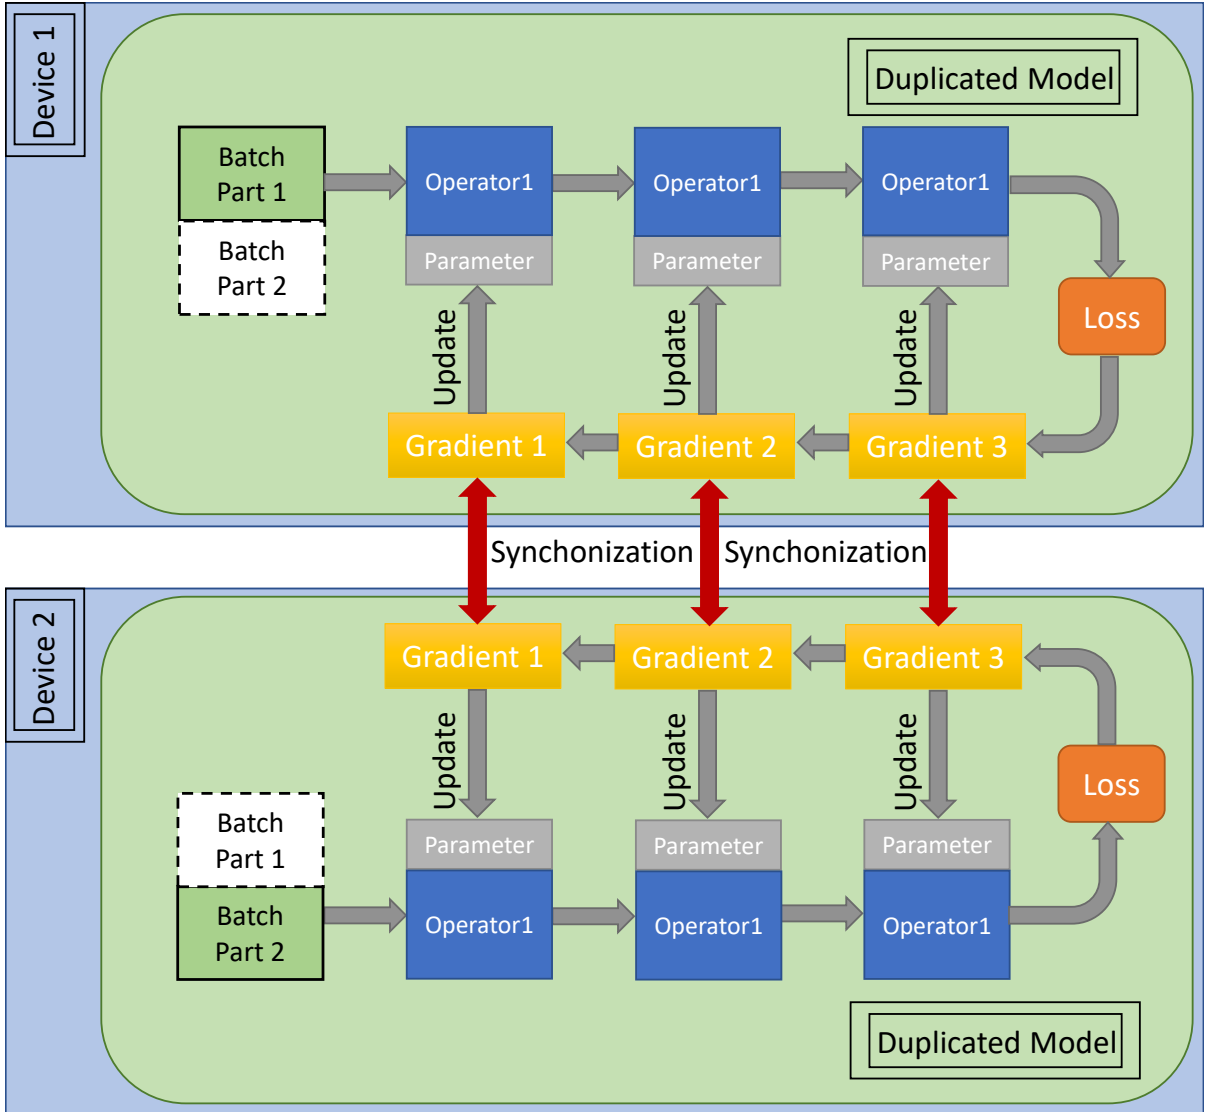 Device 1
Duplicated Model
Batch
Part 1
Batch
Part 2
Operator1
Operator1
Operator1
Parameter
Parameter
Parameter
Loss
Update
Update
Update
Gradient 1
Gradient 2
Gradient 3
Synchonization
Synchonization
Device 2
Gradient 1
Gradient 2
Gradient 3
Update
Update
Update
Loss
Batch
Part 1
Batch
Part 2
Parameter
Parameter
Parameter
Operator1
Operator1
Operator1
Duplicated Model